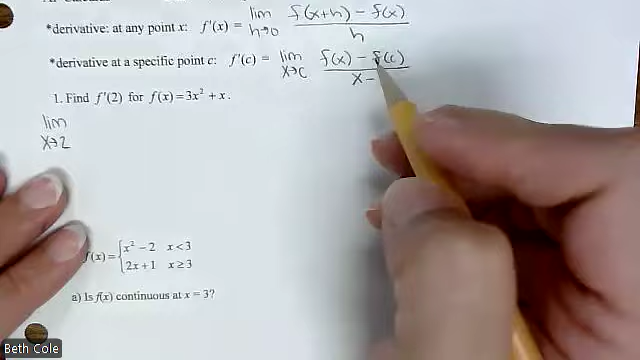 *derivative: at any point x: f'(x) = lim h→0 f(x+h) - f(x) / h
*derivative at a specific point c: f'(c) = lim x→c f(x) - f(c) / x -
1. Find f'(2) for f(x) = 3x² + x.
lim x→2
f(x) = { x² - 2 x < 3
2x + 1 x ≥ 3
a) Is f(x) continuous at x = 3?
Beth Cole